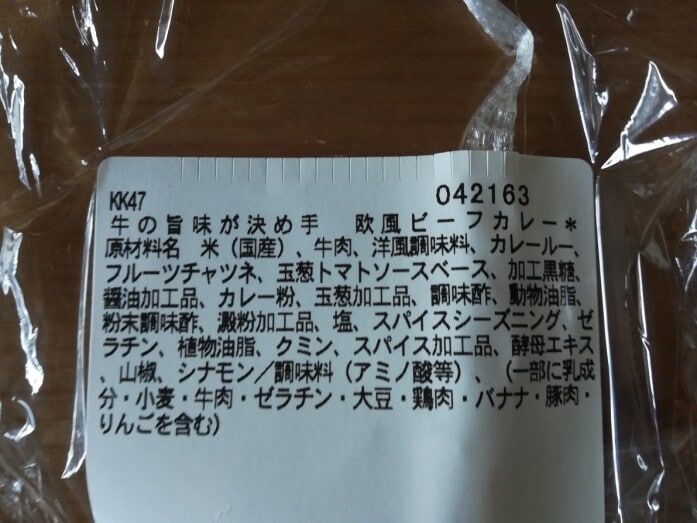 KK47 042163
牛の旨味が決め手 欧風ビーフカレー*
原材料名 米(国産)、牛肉、洋風調味料、カレールー、
フルーツチャツネ、玉葱トマトソースベース、加工黒糖、
醤油加工品、カレー粉、玉葱加工品、調味酢、動物油脂、
粉末調味酢、澱粉加工品、塩、スパイスシーズニング、ゼ
ラチン、植物油脂、クミン、スパイス加工品、酵母エキス
、山椒、シナモン/調味料(アミノ酸等)、(一部に乳成
分・小麦・牛肉・ゼラチン・大豆・鶏肉・バナナ・豚肉・
りんごを含む)